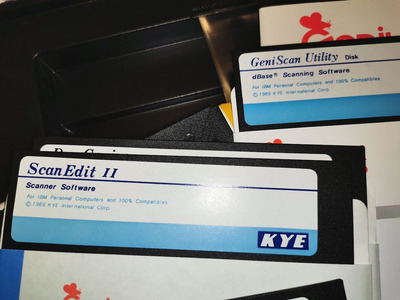 GeniScan Utility Disk
dBase® Scanning Software
For IBM Personal Computers and 100% Compatibles
© 1989 KYE International Corp.
ScanEdit II
Scanner Software
For IBM Personal Computers and 100% Compatibles
© 1989 KYE International Corp.
KYE